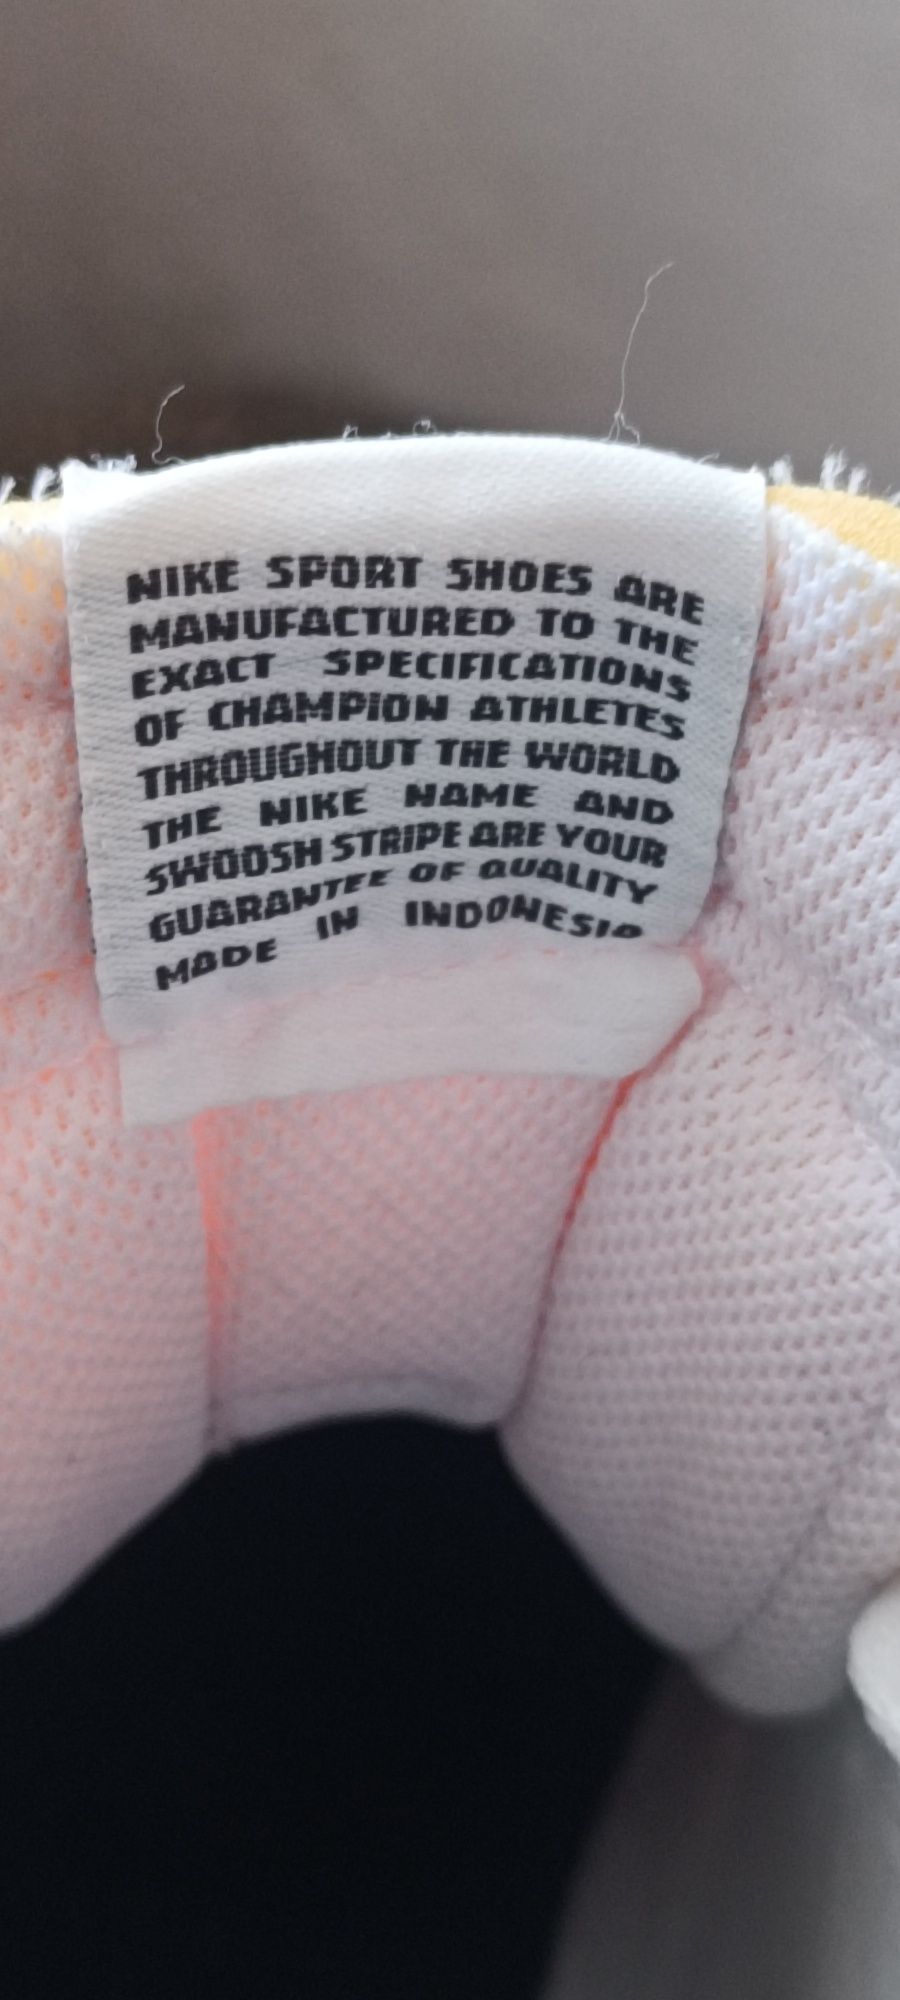 NIKE SPORT SHOES ARE
MANUFACTURED TO THE
EXACT SPECIFICATIONS
OF CHAMPION ATHLETES
THROUGHOUT THE WORLD
THE NIKE NAME AND
SWOOSH STRIPE ARE YOUR
GUARANTEE OF QUALITY
MADE IN INDONESIA